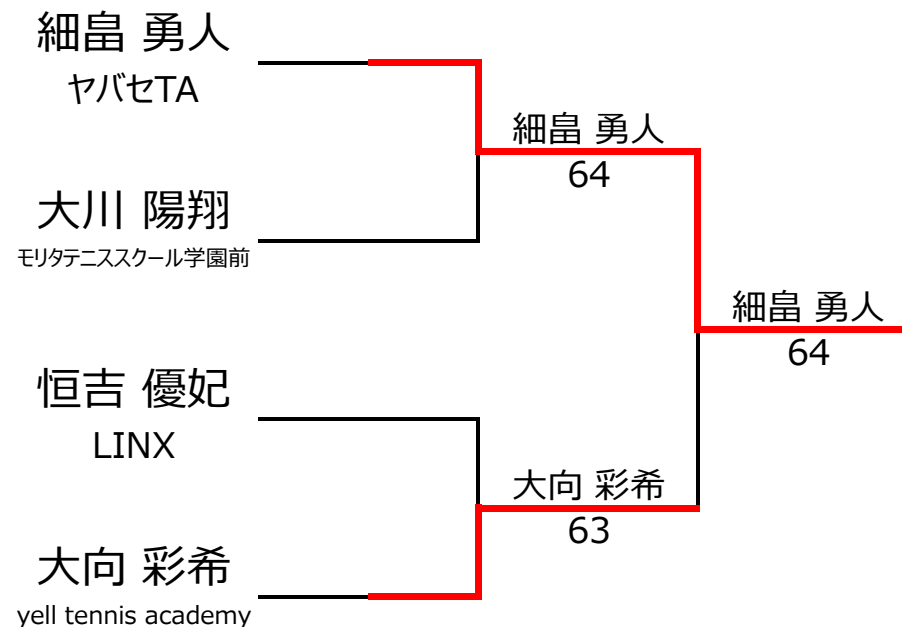 細畠 勇人
ヤバセTA
細畠 勇人
64
大川 陽翔
モリタテニススクール学園前
細畠 勇人
64
恒吉 優妃
LINX
大向 彩希
63
大向 彩希
yell tennis academy